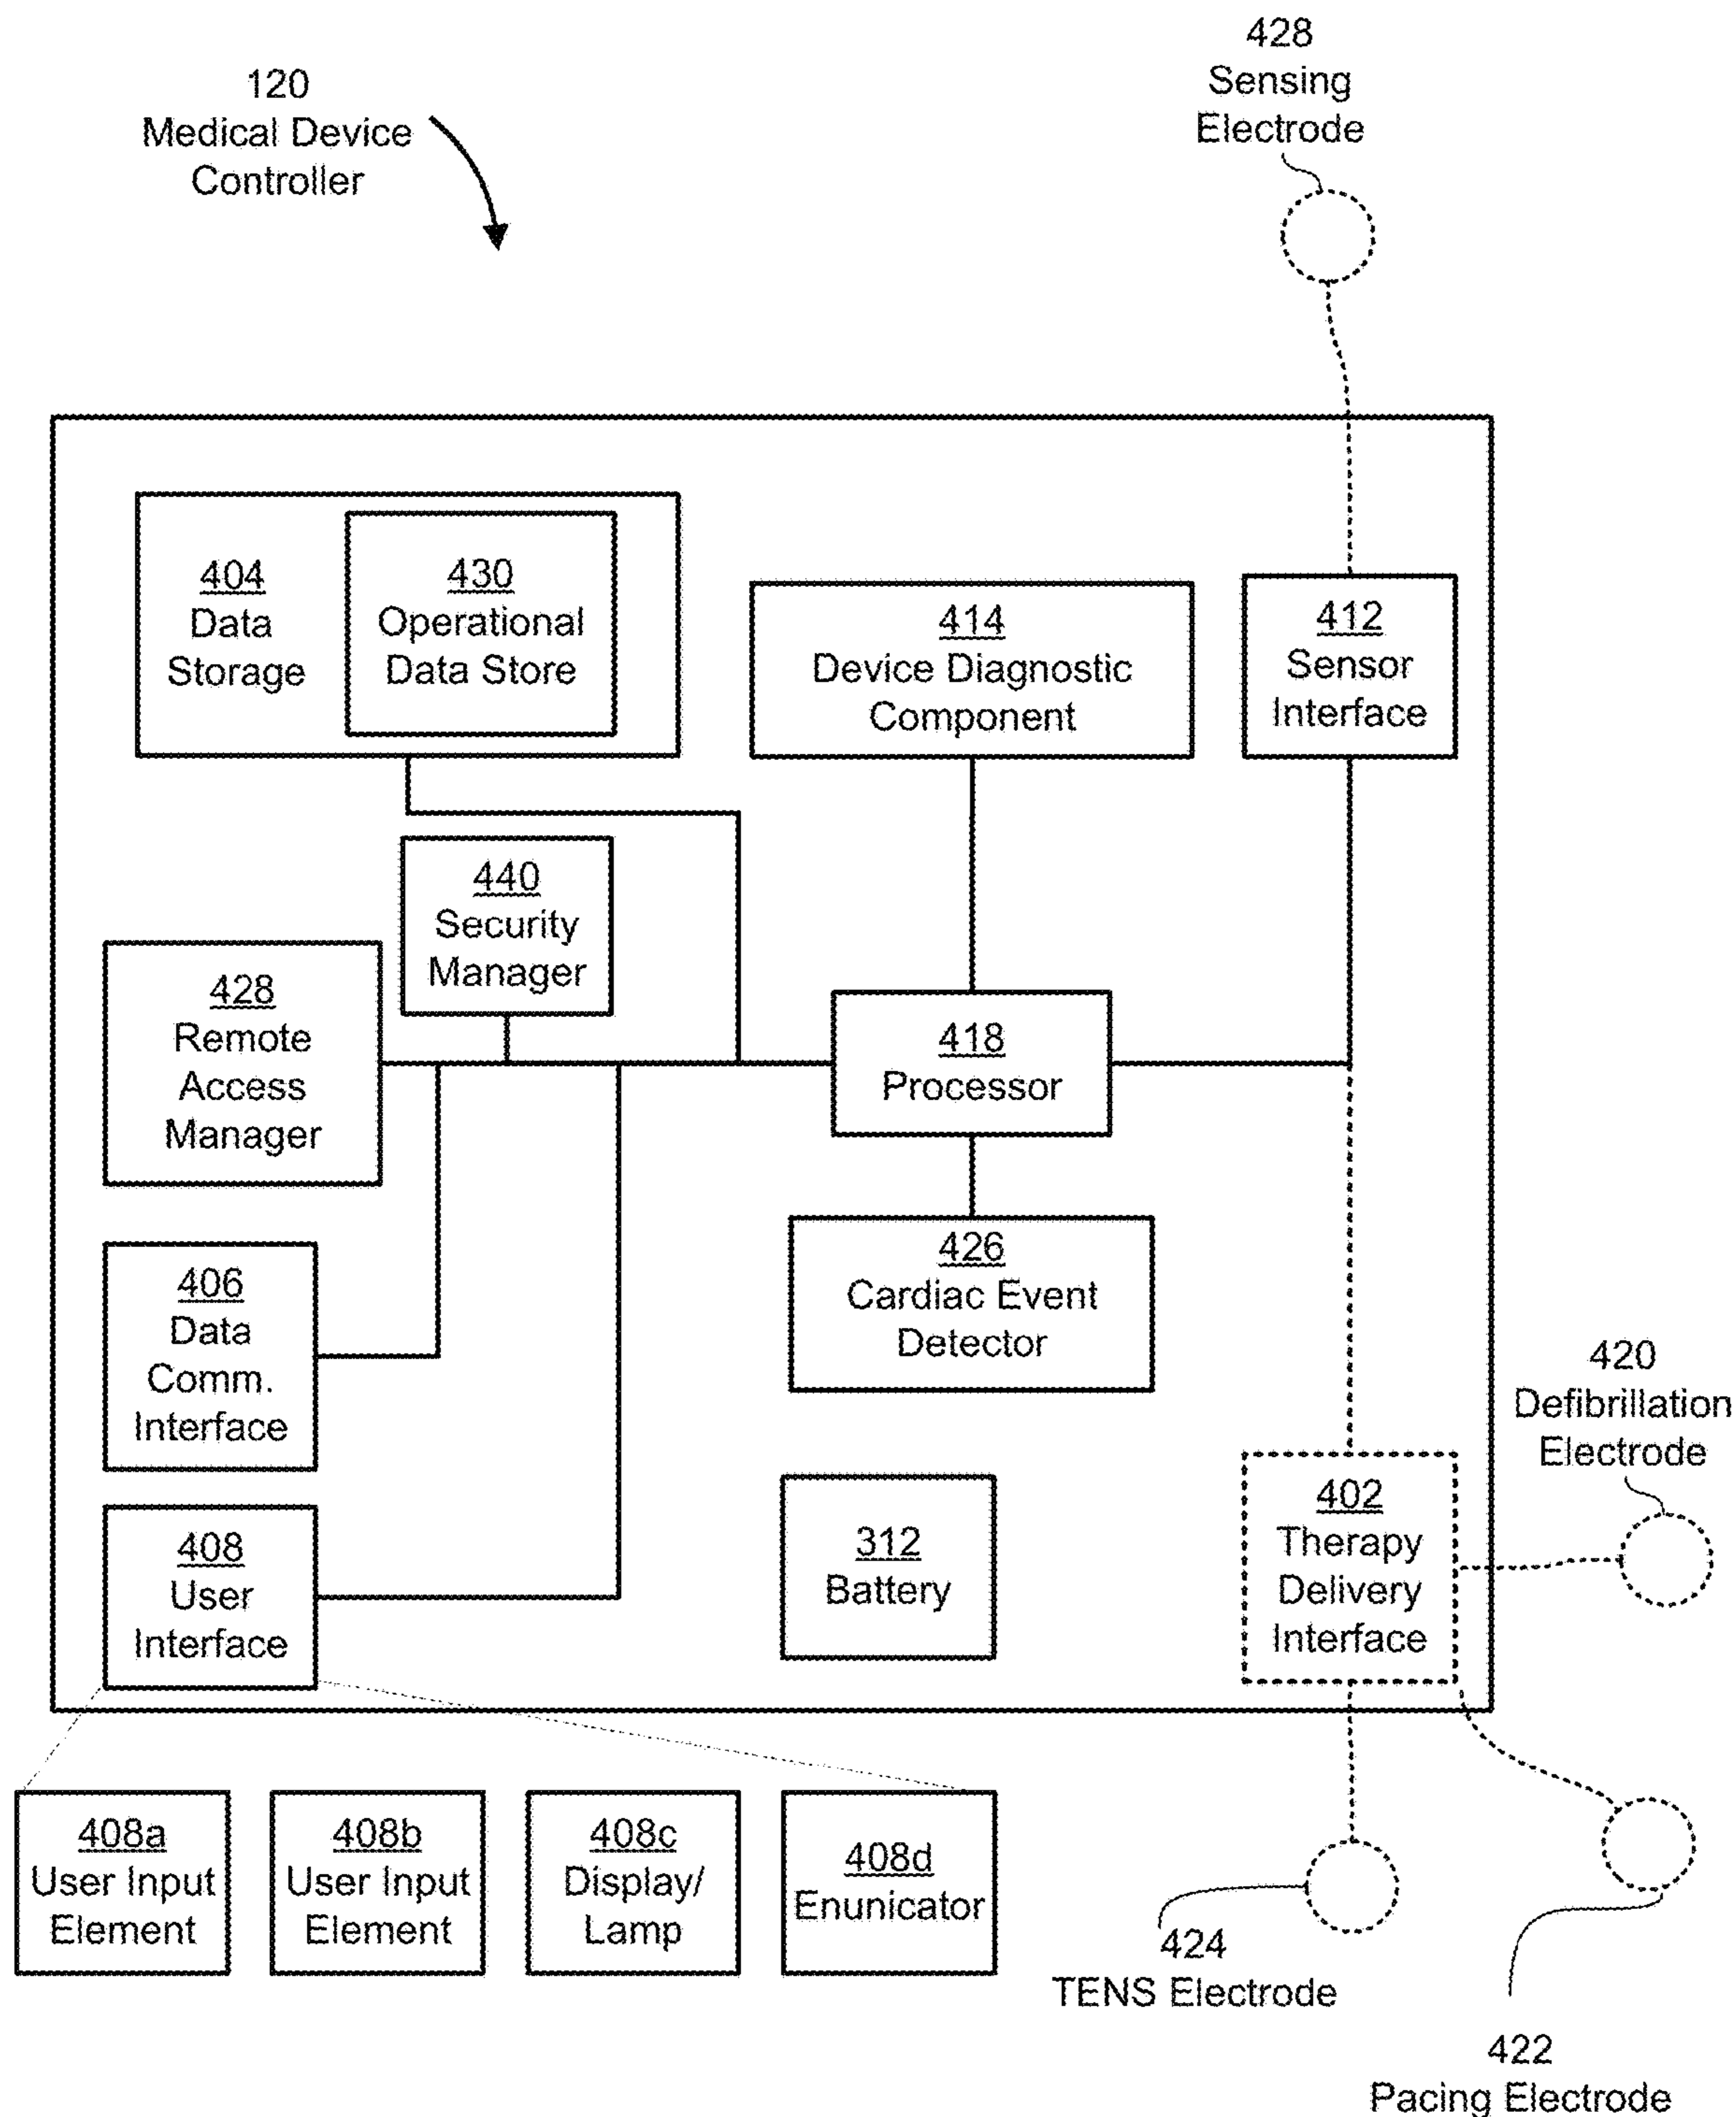 428
Sensing
Electrode
120
Medical Device
Controller
404
Data
Storage
430
Operational
Data Store
414
Device Diagnostic
Component
412
Sensor
Interface
440
Security
Manager
428
Remote
Access
Manager
418
Processor
406
Data
Comm.
Interface
426
Cardiac Event
Detector
420
Defibrillation
Electrode
408
User
Interface
312
Battery
402
Therapy
Delivery
Interface
408a
User Input
Element
408b
User Input
Element
408c
Display/
Lamp
408d
Enunicator
424
TENS Electrode
422
Pacing Electrode